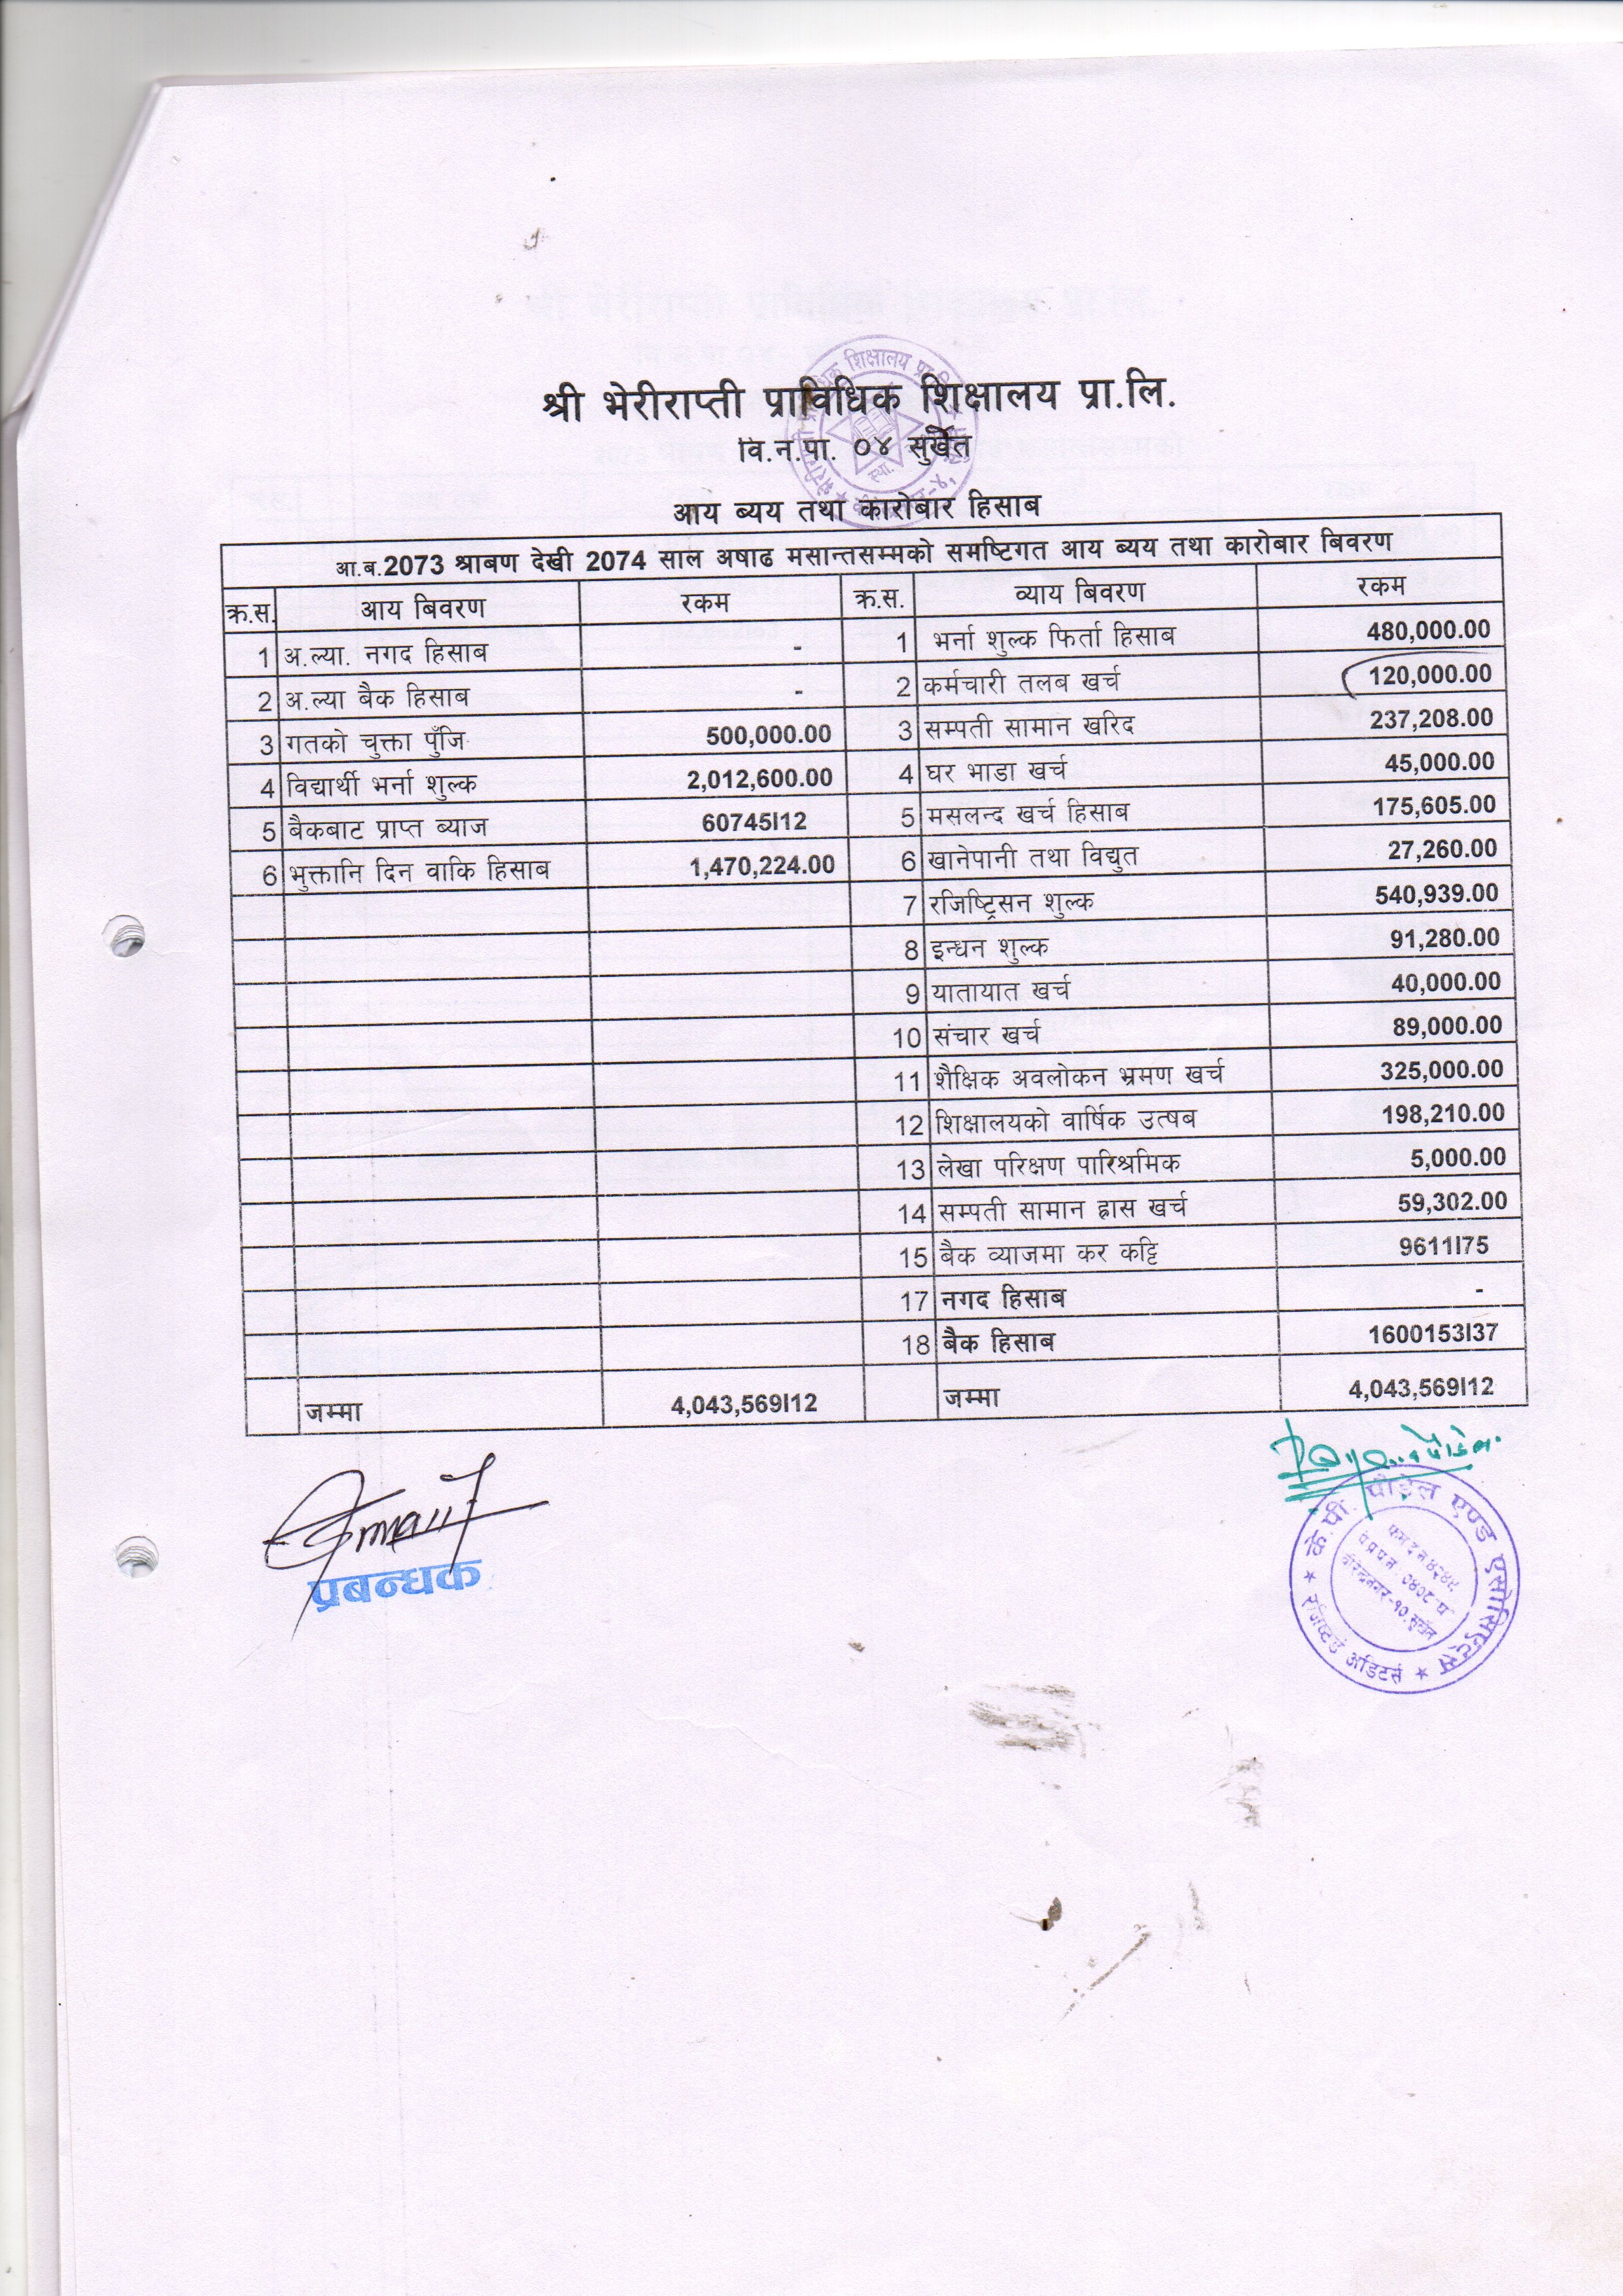 श्री भेरीराप्ती प्राविधिक शिक्षालय प्रा.लि.
वि.न.पा. ०४ सुर्खेत
आय ब्यय तथा कारोबार हिसाब
आ.ब.2073 श्राबण देखी 2074 साल अषाढ मसान्तसम्मको समष्टिगत आय ब्यय तथा कारोबार बिवरण
क्र.स. आय बिवरण रकम क्र.स. व्याय बिवरण रकम
1 अ.ल्या. नगद हिसाब - 1 भर्ना शुल्क फिर्ता हिसाब 480,000.00
2 अ.ल्या बैक हिसाब - 2 कर्मचारी तलब खर्च 120,000.00
3 गतको चुक्ता पुँजि 500,000.00 3 सम्पती सामान खरिद 237,208.00
4 विद्यार्थी भर्ना शुल्क 2,012,600.00 4 घर भाडा खर्च 45,000.00
5 बैकबाट प्राप्त ब्याज 60745।12 5 मसलन्द खर्च हिसाब 175,605.00
6 भुक्तानि दिन वाकि हिसाब 1,470,224.00 6 खानेपानी तथा विद्युत 27,260.00
7 रजिष्ट्रिसन शुल्क 540,939.00
8 इन्धन शुल्क 91,280.00
9 यातायात खर्च 40,000.00
10 संचार खर्च 89,000.00
11 शैक्षिक अवलोकन भ्रमण खर्च 325,000.00
12 शिक्षालयको वार्षिक उत्षब 198,210.00
13 लेखा परिक्षण पारिश्रमिक 5,000.00
14 सम्पती सामान ह्रास खर्च 59,302.00
15 बैक व्याजमा कर कट्टि 9611।75
17 नगद हिसाब -
18 बैक हिसाब 1600153।37
जम्मा 4,043,569।12 जम्मा 4,043,569।12
प्रबन्धक
के.पी. पौडेल एण्ड एसोसिएट्स
वीरेन्द्रनगर-१०, सुर्खेत
रजिष्टर्ड अडिटर्स